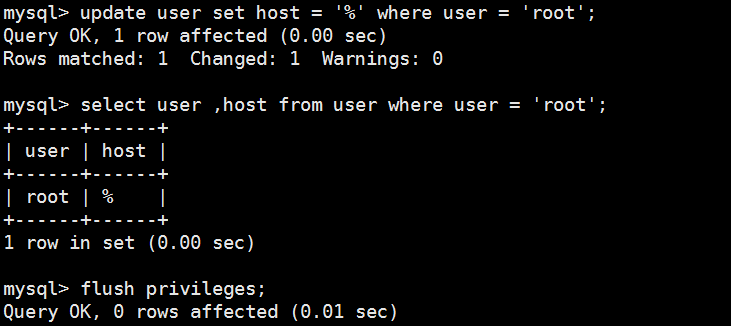 mysql> update user set host = '%' where user = 'root';
Query OK, 1 row affected (0.00 sec)
Rows matched: 1  Changed: 1  Warnings: 0

mysql> select user ,host from user where user = 'root';
+------+------+
| user | host |
+------+------+
| root | %    |
+------+------+
1 row in set (0.00 sec)

mysql> flush privileges;
Query OK, 0 rows affected (0.01 sec)